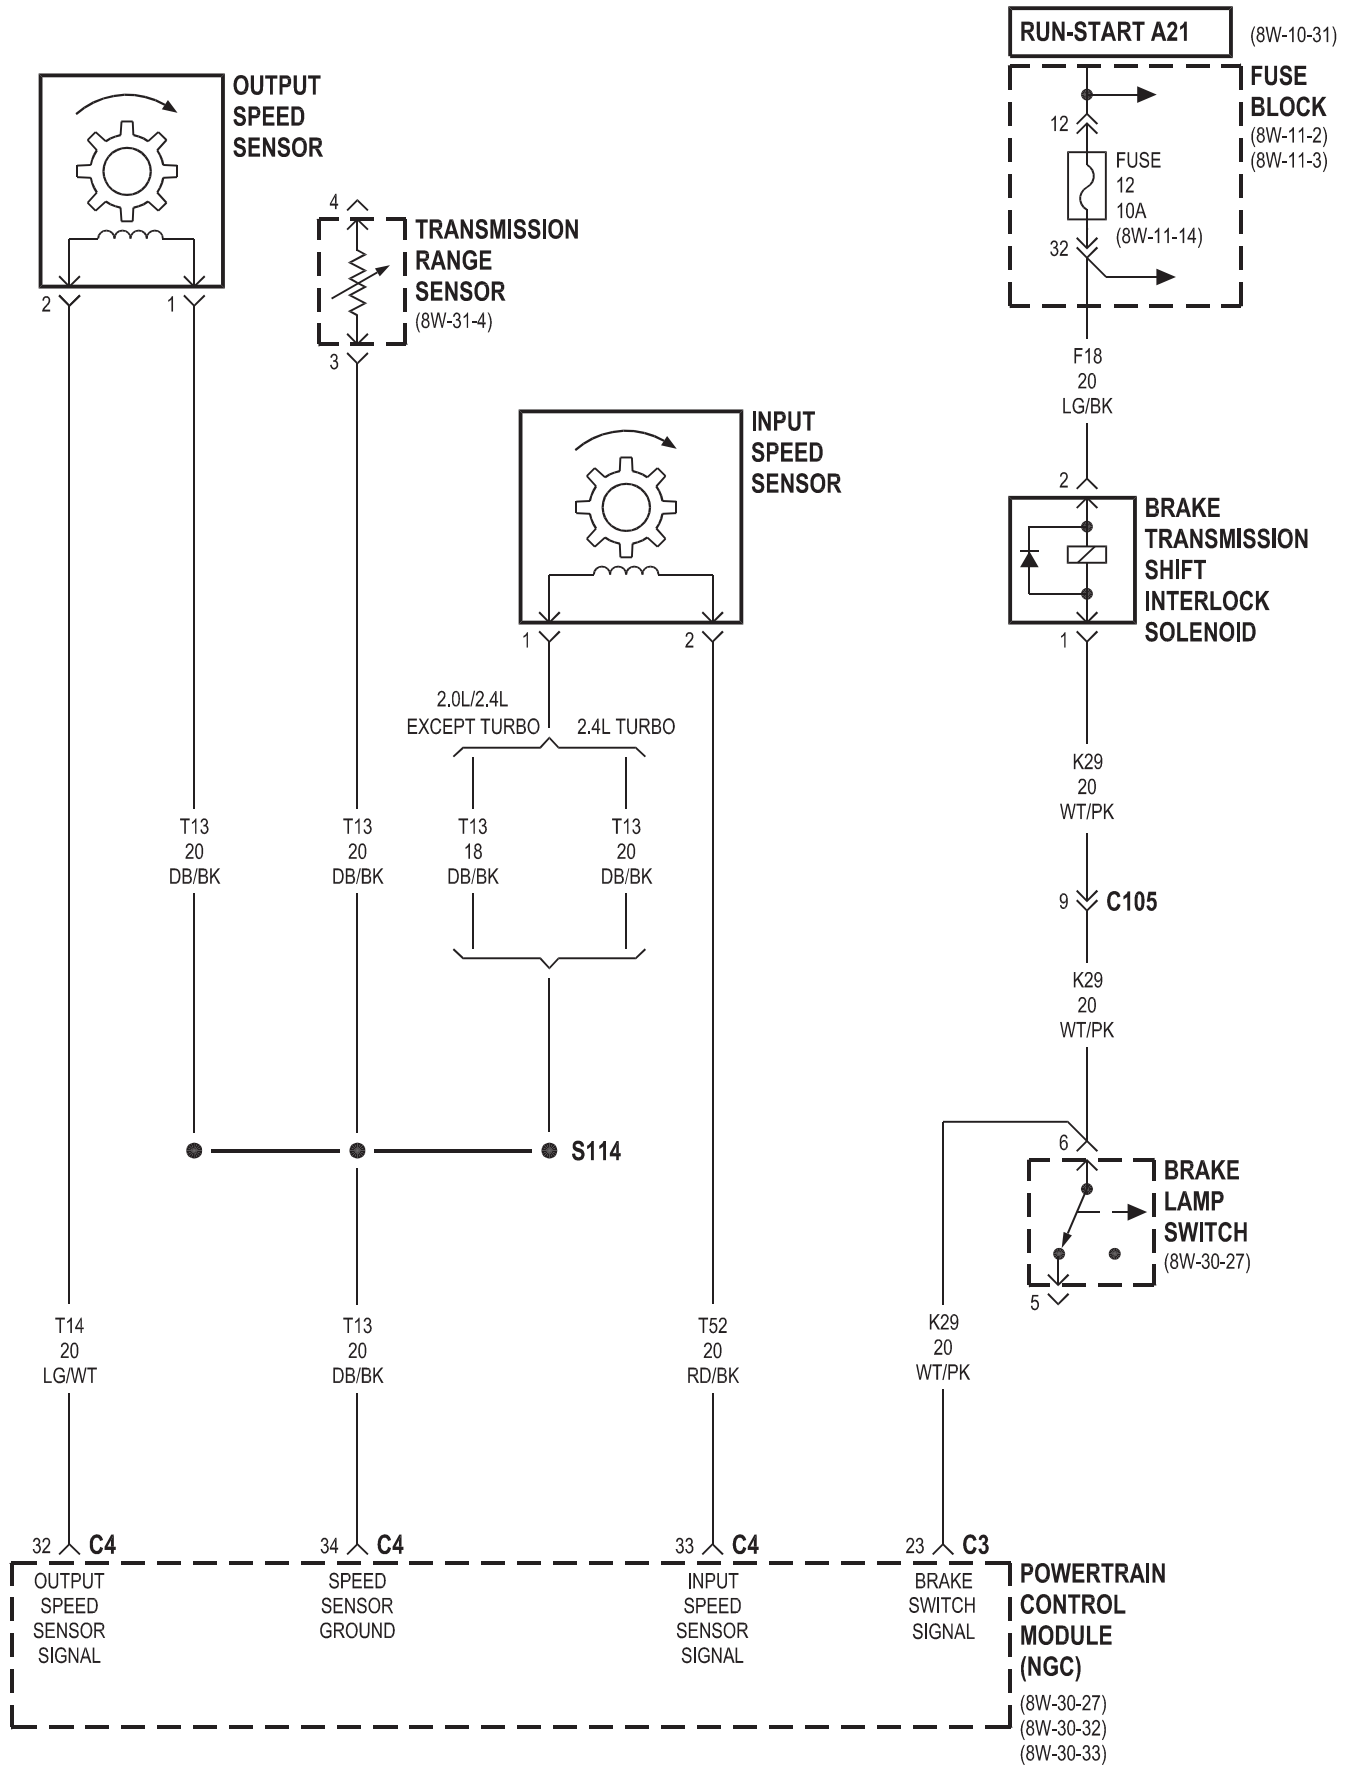 RUN-START A21
(8W-10-31)
OUTPUT
SPEED
SENSOR
FUSE
BLOCK
(8W-11-2)
(8W-11-3)
12
FUSE
12
10A
(8W-11-14)
32
4
TRANSMISSION
RANGE
SENSOR
(8W-31-4)
2
1
3
F18
20
LG/BK
INPUT
SPEED
SENSOR
2
BRAKE
TRANSMISSION
SHIFT
INTERLOCK
SOLENOID
1
2
1
2.0L/2.4L
EXCEPT TURBO
2.4L TURBO
K29
20
WT/PK
T13
20
DB/BK
T13
20
DB/BK
T13
18
DB/BK
T13
20
DB/BK
9
C105
K29
20
WT/PK
S114
6
BRAKE
LAMP
SWITCH
(8W-30-27)
5
T14
20
LG/WT
T13
20
DB/BK
T52
20
RD/BK
K29
20
WT/PK
32 C4
34 C4
33 C4
23 C3
OUTPUT
SPEED
SENSOR
SIGNAL
SPEED
SENSOR
GROUND
INPUT
SPEED
SENSOR
SIGNAL
BRAKE
SWITCH
SIGNAL
POWERTRAIN
CONTROL
MODULE
(NGC)
(8W-30-27)
(8W-30-32)
(8W-30-33)